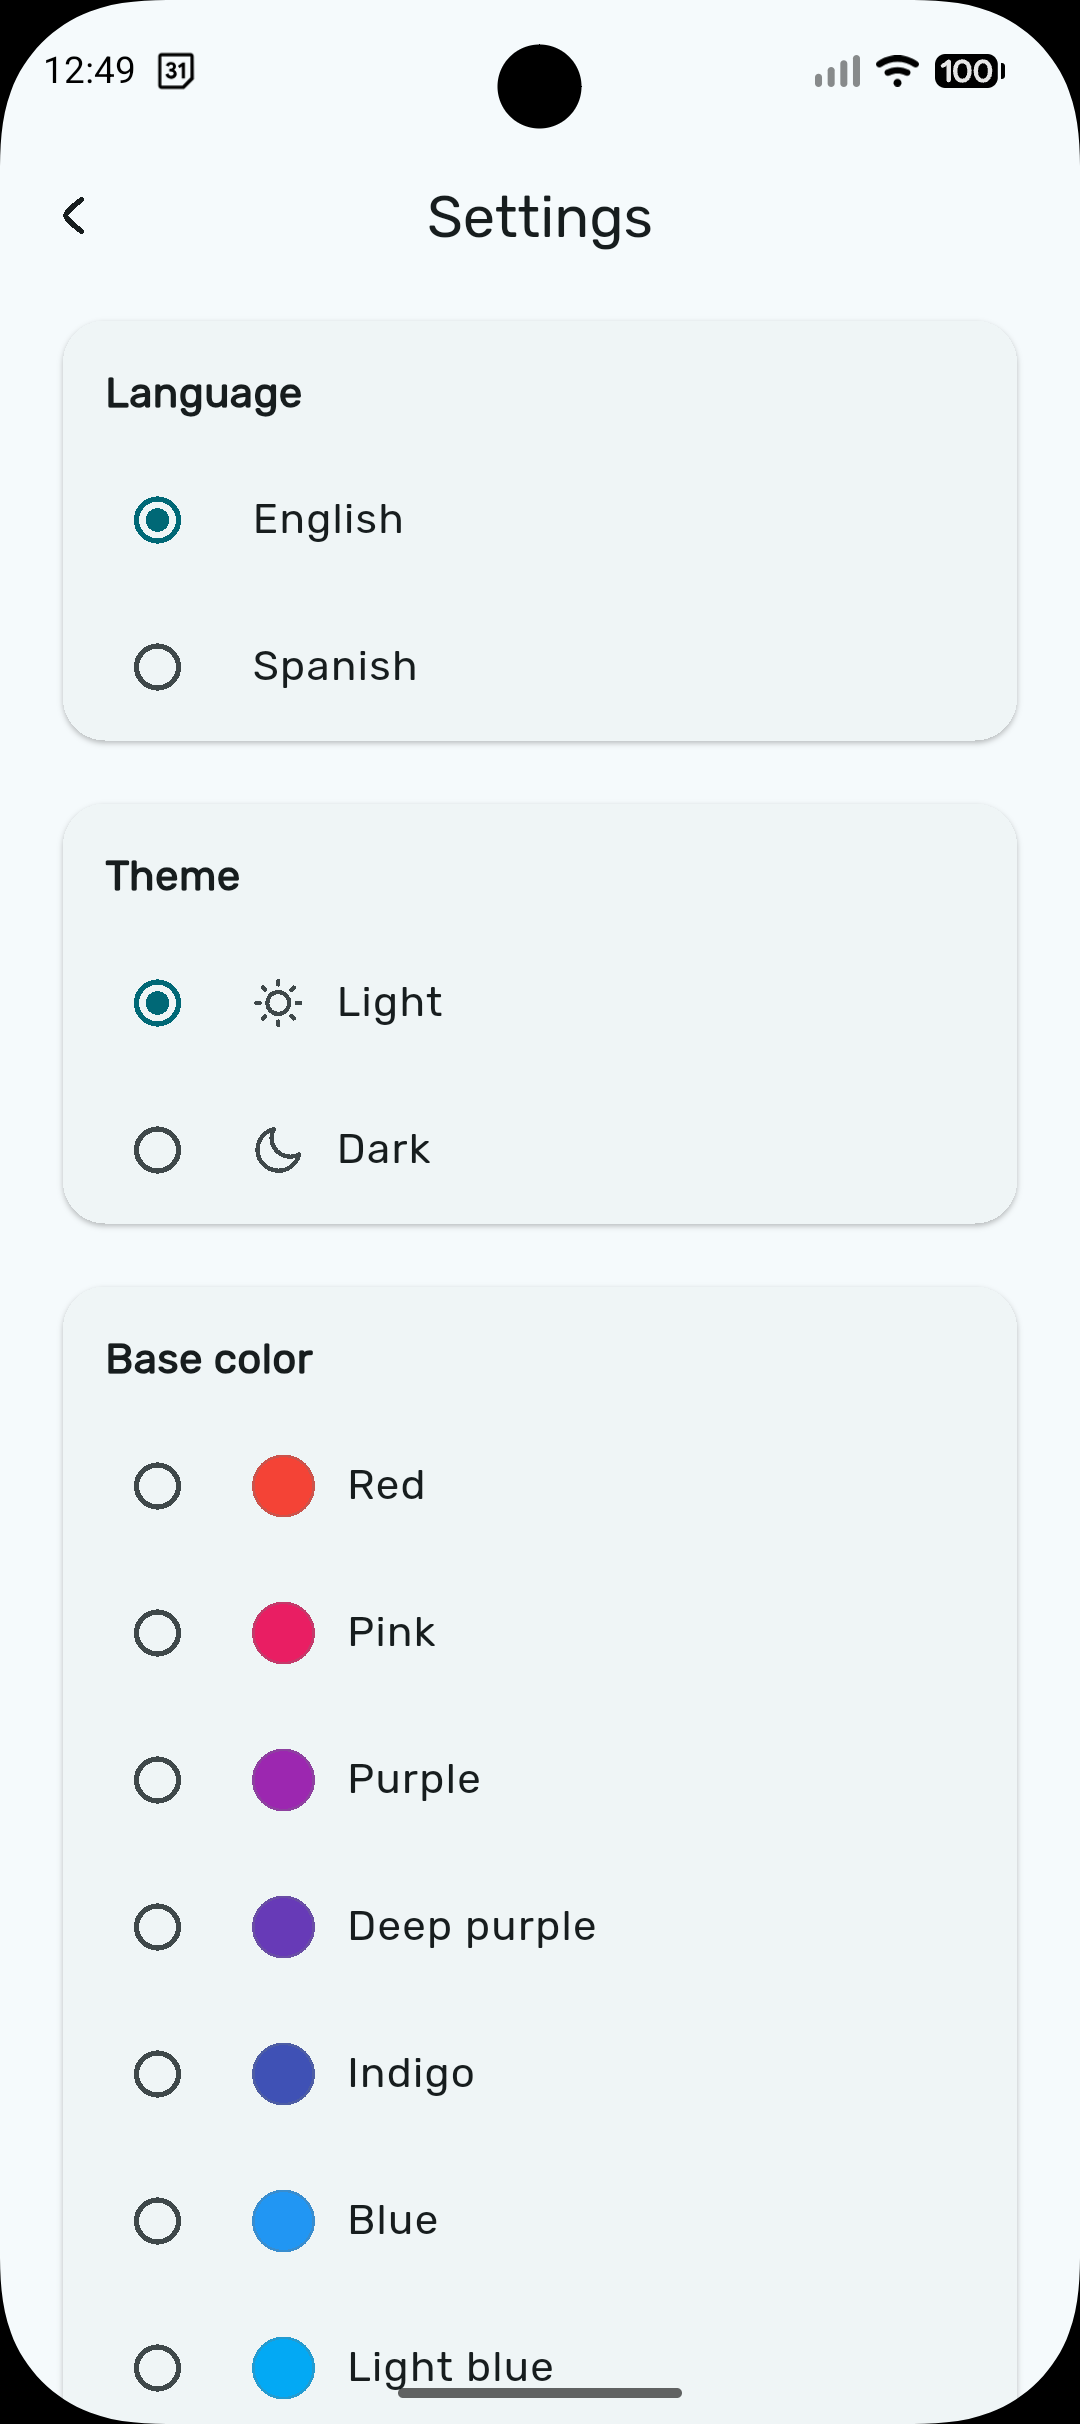 12:49 31 100
Settings
Language
English
Spanish
Theme
Light
Dark
Base color
Red
Pink
Purple
Deep purple
Indigo
Blue
Light blue